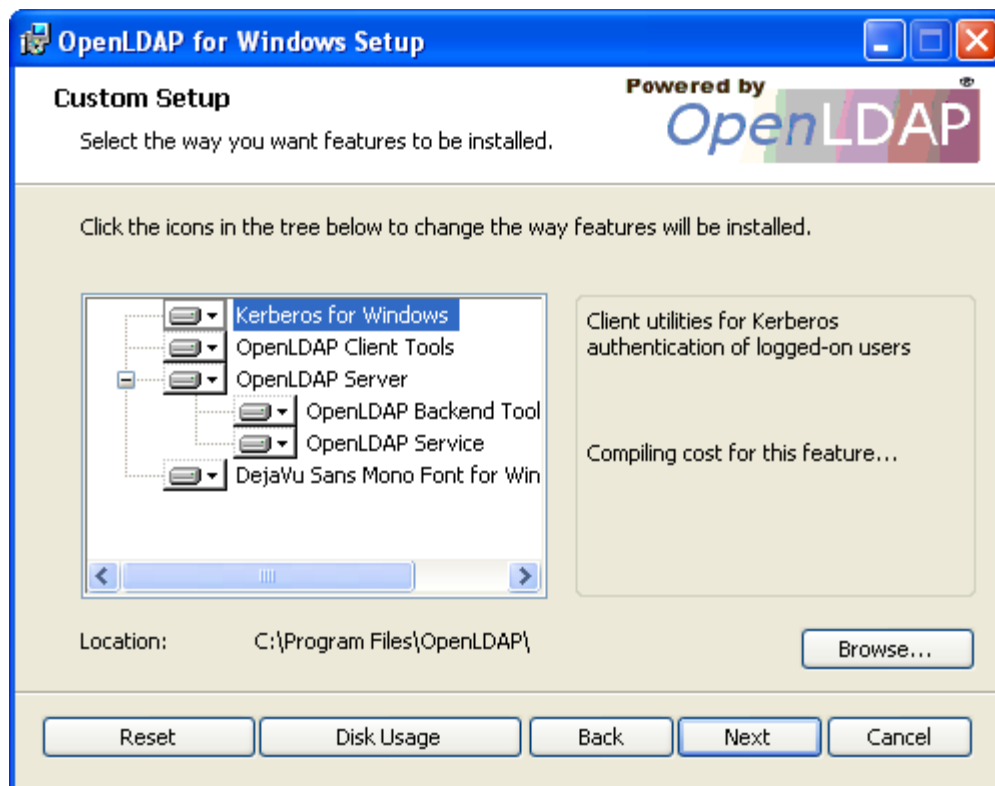 OpenLDAP for Windows Setup
Custom Setup
Select the way you want features to be installed.
Powered by
OpenLDAP
Click the icons in the tree below to change the way features will be installed.
Kerberos for Windows
OpenLDAP Client Tools
OpenLDAP Server
OpenLDAP Backend Tool
OpenLDAP Service
DejaVu Sans Mono Font for Win
Client utilities for Kerberos
authentication of logged-on users
Compiling cost for this feature...
Location: C:\Program Files\OpenLDAP\
Browse...
Reset Disk Usage Back Next Cancel